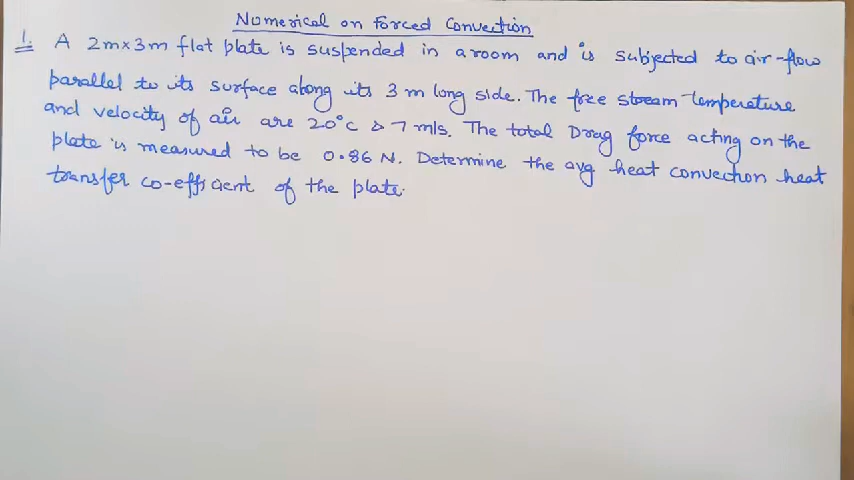 Numerical on Forced Convection
1. A 2m×3m flat plate is suspended in a room and is subjected to air-flow
parallel to its surface along its 3 m long side. The free stream temperature
and velocity of air are 20°C & 7 m/s. The total Drag force acting on the
plate is measured to be 0.86 N. Determine the avg heat convection heat
transfer co-efficient of the plate.